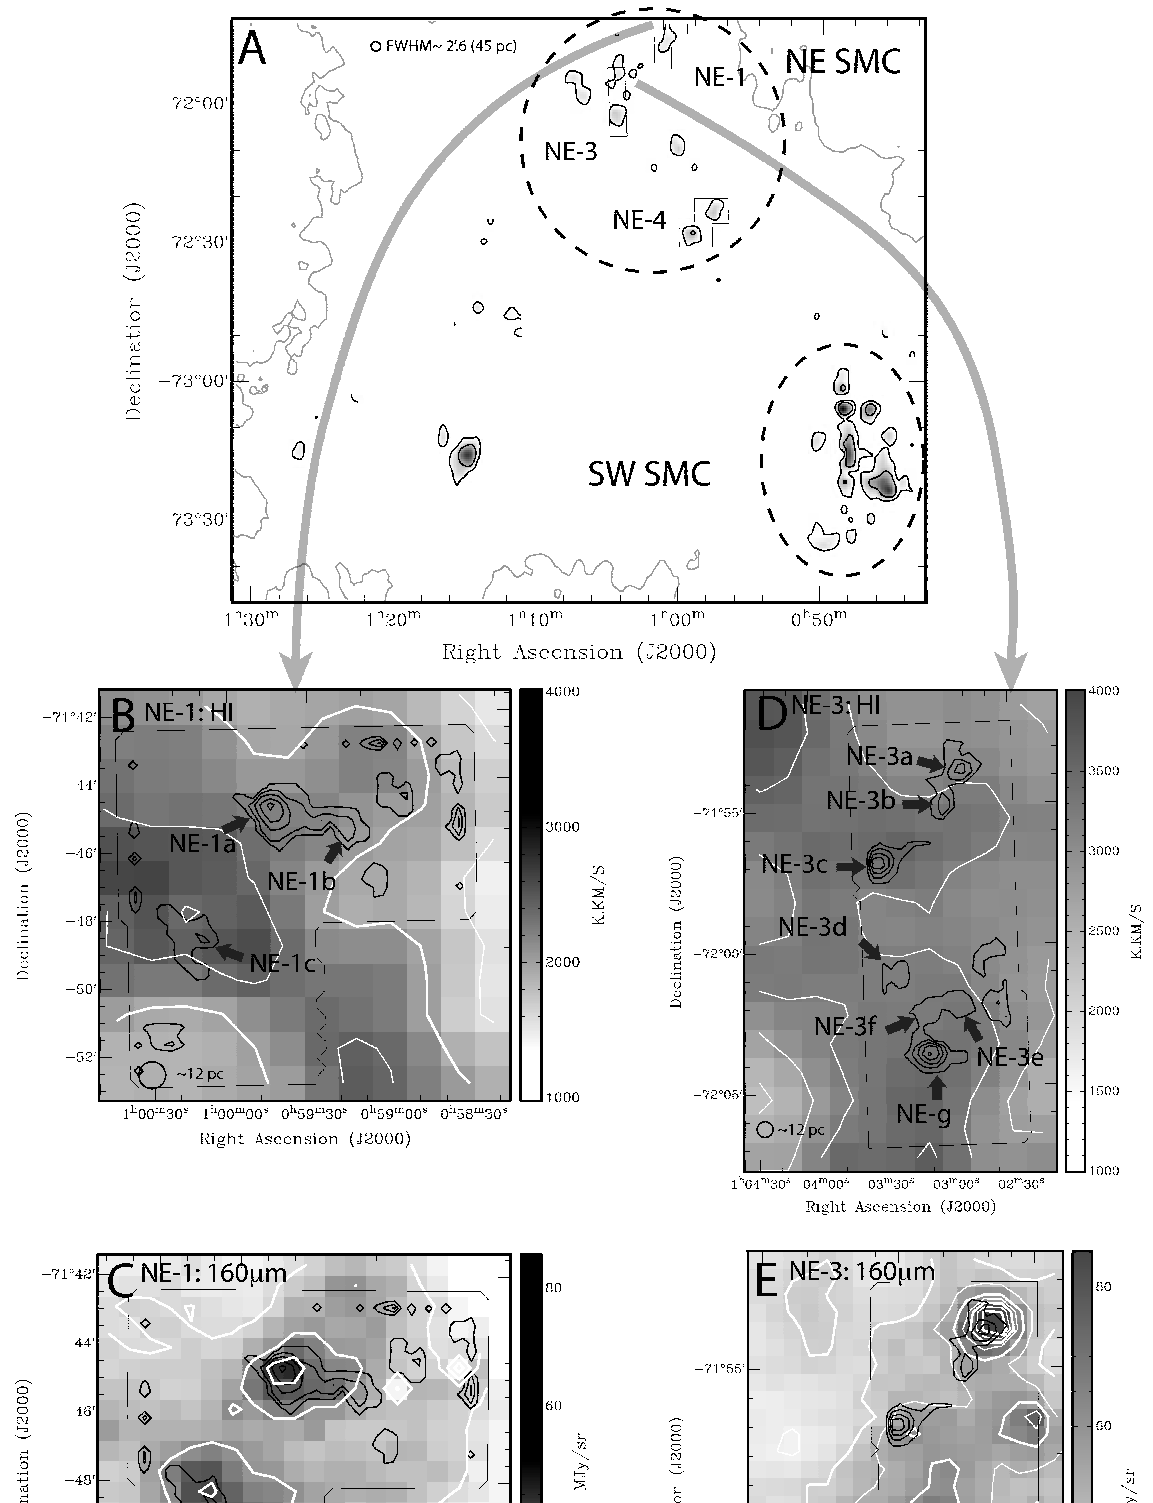 A
FWHM~ 2'.6 (45 pc)
NE SMC
NE-1
NE-3
NE-4
SW SMC
72°00'
72°30'
−73°00'
73°30'
Declination (J2000)
1ʰ30ᵐ 1ʰ20ᵐ 1ʰ10ᵐ 1ʰ00ᵐ 0ʰ50ᵐ
Right Ascension (J2000)
B NE-1: HI
NE-1a
NE-1b
NE-1c
~12 pc
−71°42'
44'
−46'
−48'
−50'
−52'
Declination (J2000)
1ʰ00ᵐ30ˢ 1ʰ00ᵐ00ˢ 0ʰ59ᵐ30ˢ 0ʰ59ᵐ00ˢ 0ʰ58ᵐ30ˢ
Right Ascension (J2000)
4000
3000
2000
1000
K.KM/S
D NE-3: HI
NE-3a
NE-3b
NE-3c
NE-3d
NE-3f
NE-3e
NE-g
~12 pc
−71°55'
−72°00'
−72°05'
Declination (J2000)
1ʰ04ᵐ30ˢ 04ᵐ00ˢ 03ᵐ30ˢ 03ᵐ00ˢ 02ᵐ30ˢ
Right Ascension (J2000)
4000
3500
3000
2500
2000
1500
1000
K.KM/S
C NE-1: 160μm
−71°42'
44'
46'
−48'
nation (J2000)
80
60
MJy/sr
E NE-3: 160μm
−71°55'
or (J2000)
80
60
y/sr